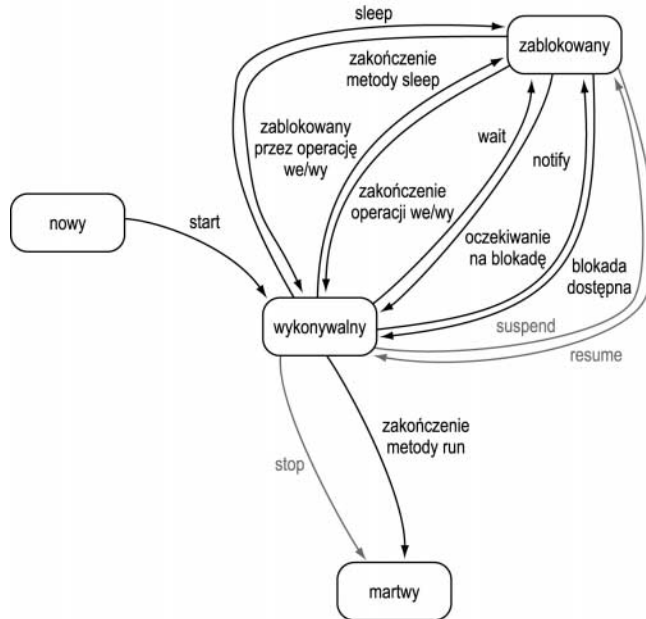 sleep
zablokowany
zakończenie
metody sleep
zablokowany
przez operację
we/wy
wait
notify
nowy
start
zakończenie
operacji we/wy
oczekiwanie
na blokadę
blokada
dostępna
wykonywalny
suspend
resume
stop
zakończenie
metody run
martwy